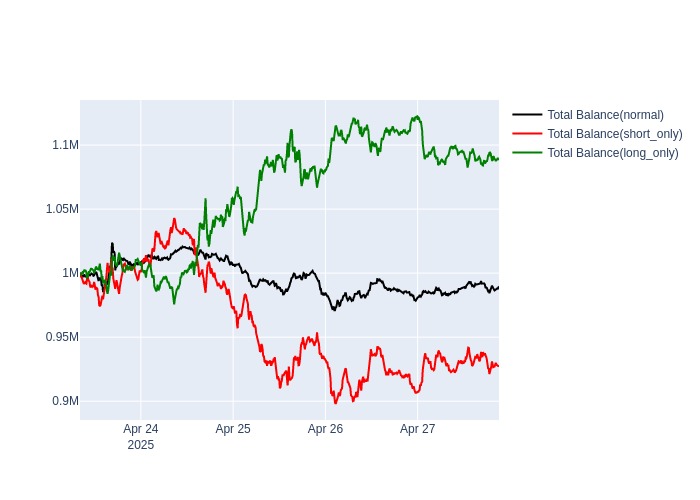 Total Balance(normal)
Total Balance(short_only)
Total Balance(long_only)
1.1M
1.05M
1M
0.95M
0.9M
Apr 24
2025
Apr 25
Apr 26
Apr 27